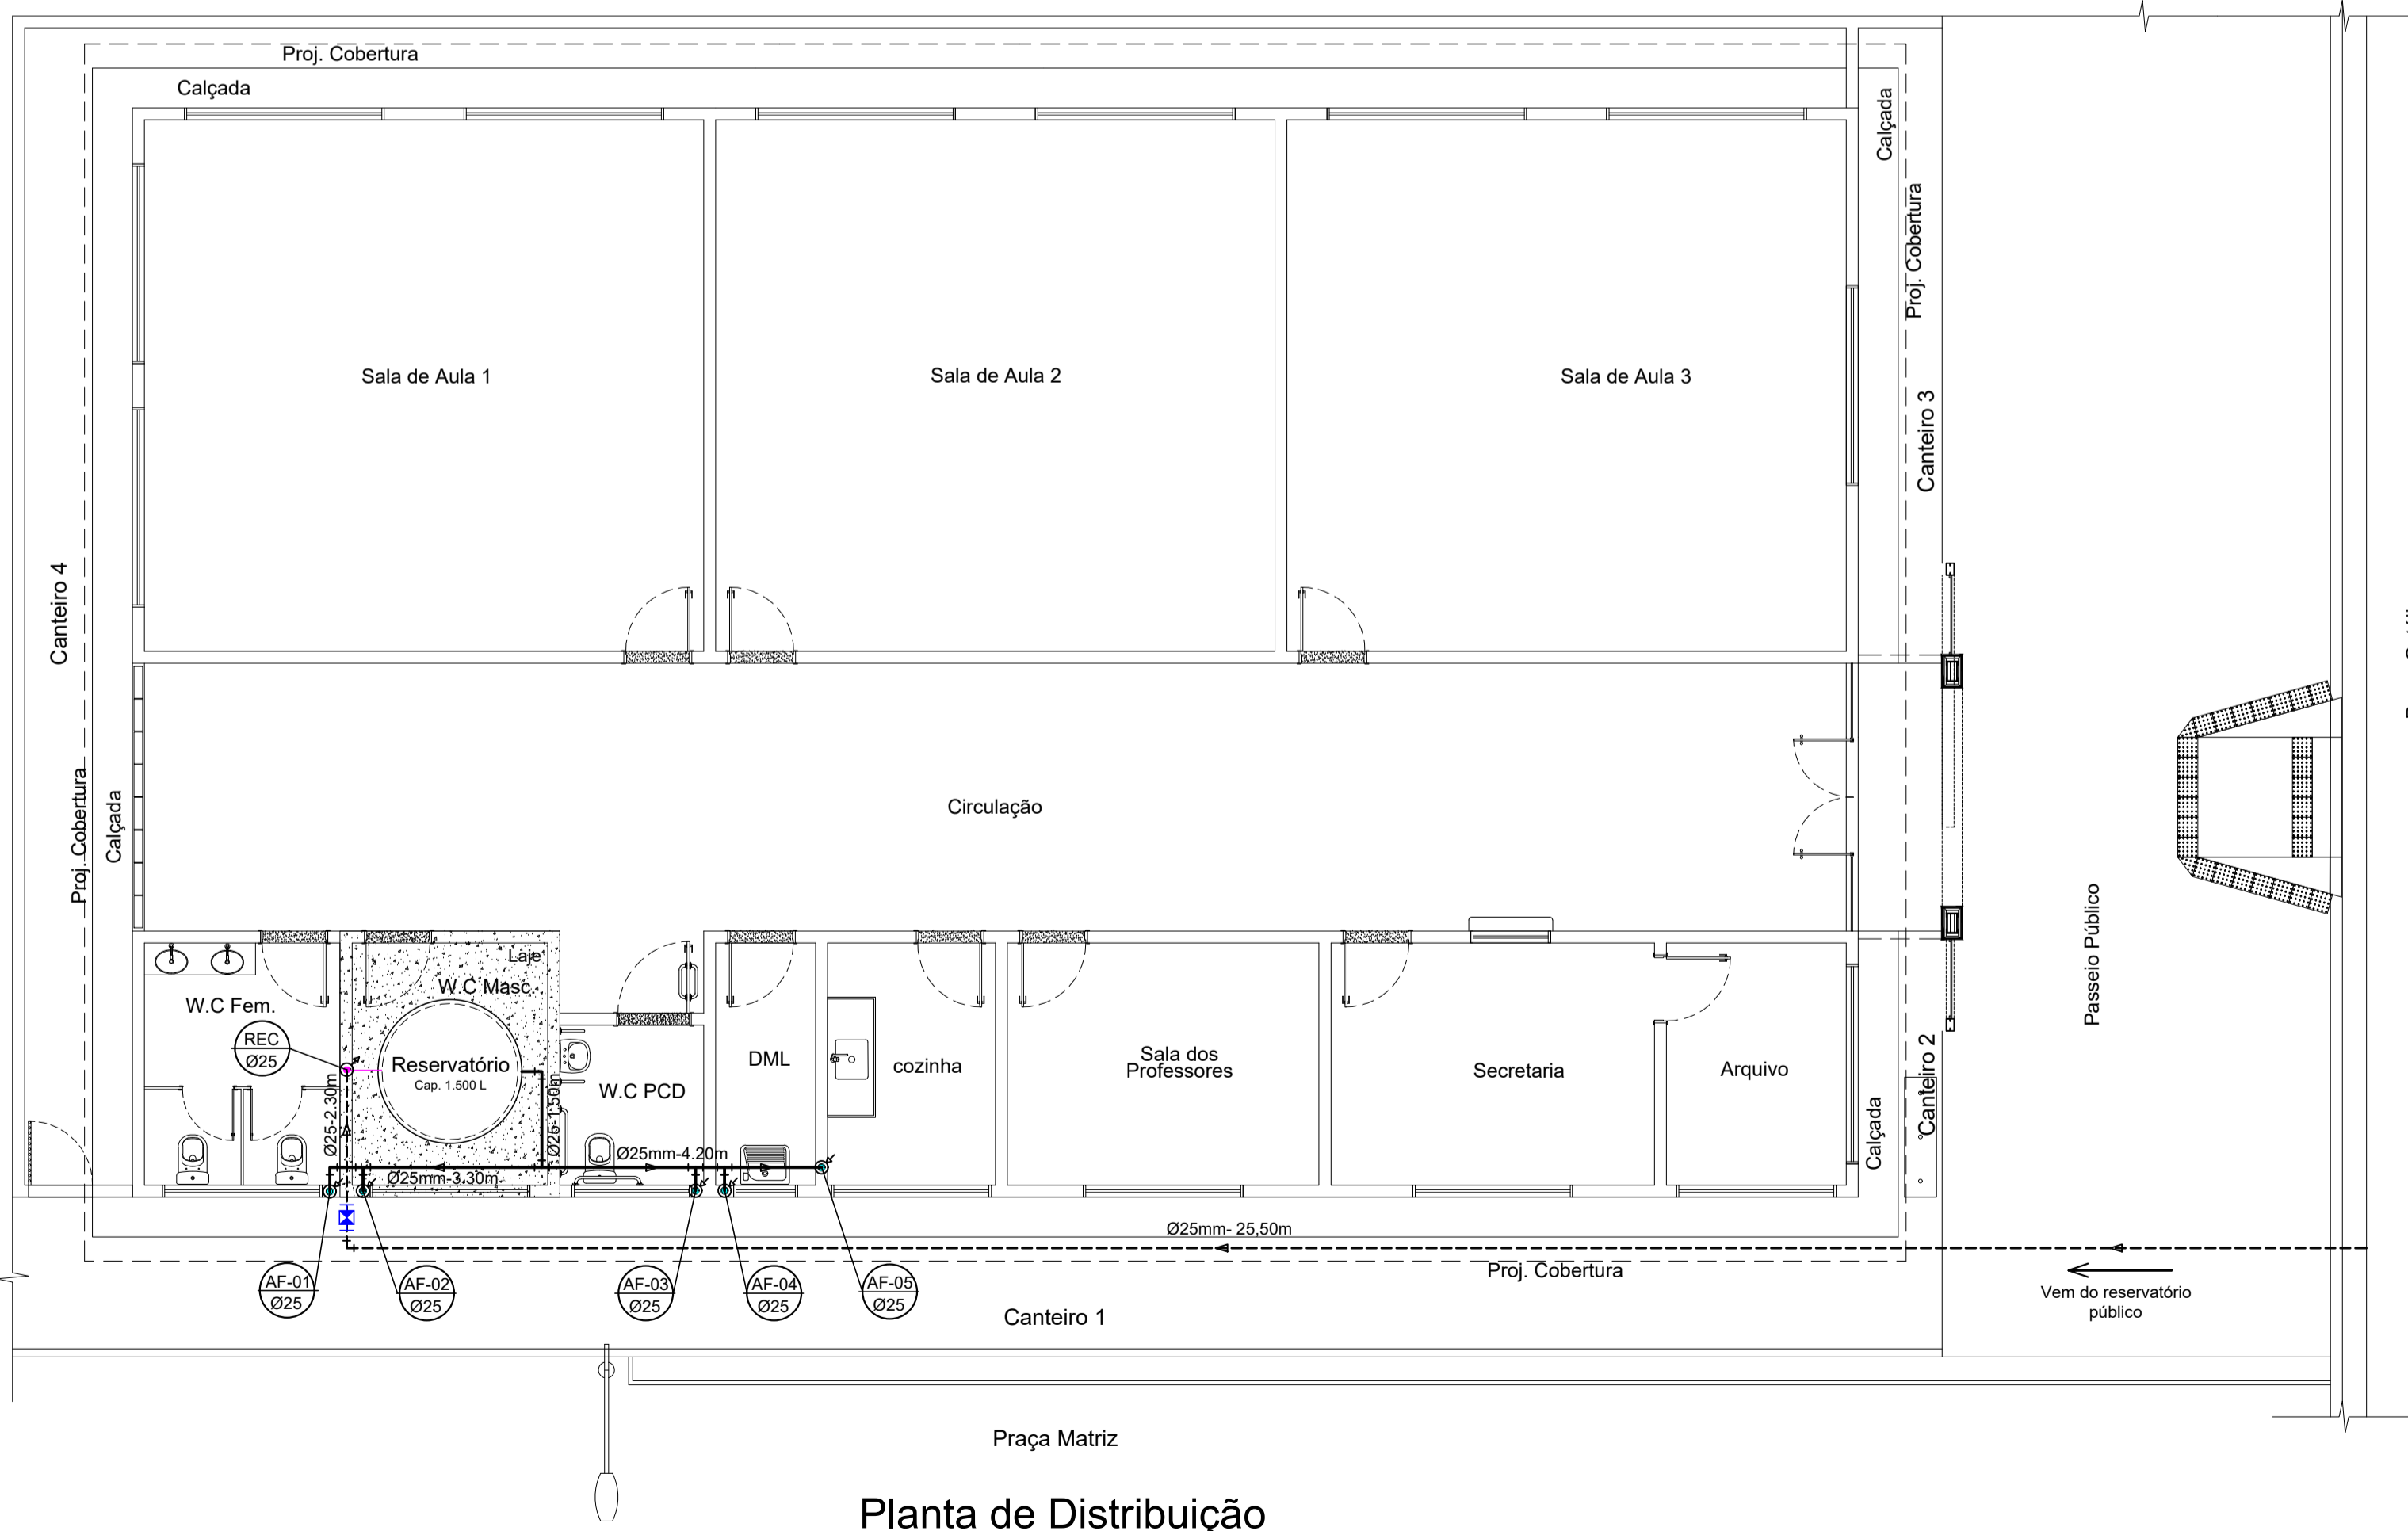 Proj. Cobertura
Calçada
Calçada
Proj. Cobertura
Sala de Aula 1
Sala de Aula 2
Sala de Aula 3
Canteiro 3
Canteiro 4
Proj. Cobertura
Calçada
Circulação
Passeio Público
Laje
W.C Masc.
W.C Fem.
REC
Ø25
Reservatório
Cap. 1.500 L
W.C PCD
DML
cozinha
Sala dos
Professores
Secretaria
Arquivo
Canteiro 2
Calçada
Ø25-2.30m
Ø25-1.50m
Ø25mm-4.20m
Ø25mm-3.30m
Ø25mm- 25,50m
AF-01
Ø25
AF-02
Ø25
AF-03
Ø25
AF-04
Ø25
AF-05
Ø25
Proj. Cobertura
Vem do reservatório
público
Canteiro 1
Praça Matriz
Planta de Distribuição